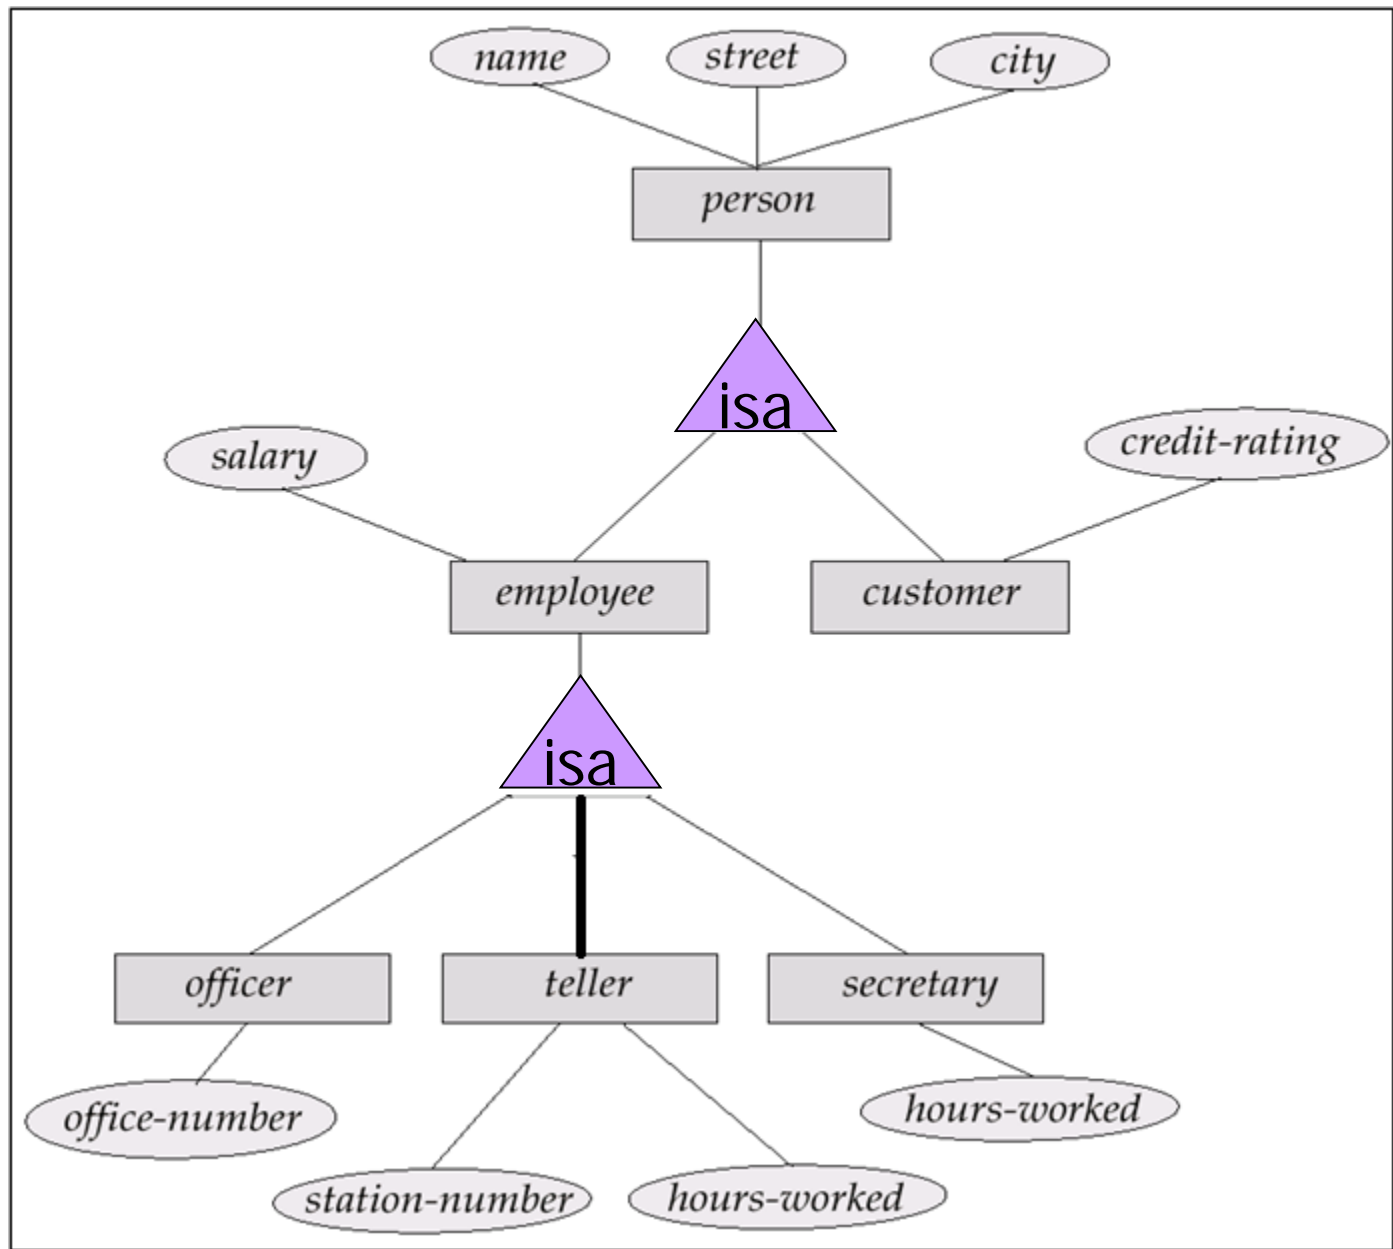 name
street
city
person
isa
salary
credit-rating
employee
customer
isa
officer
teller
secretary
office-number
hours-worked
station-number
hours-worked